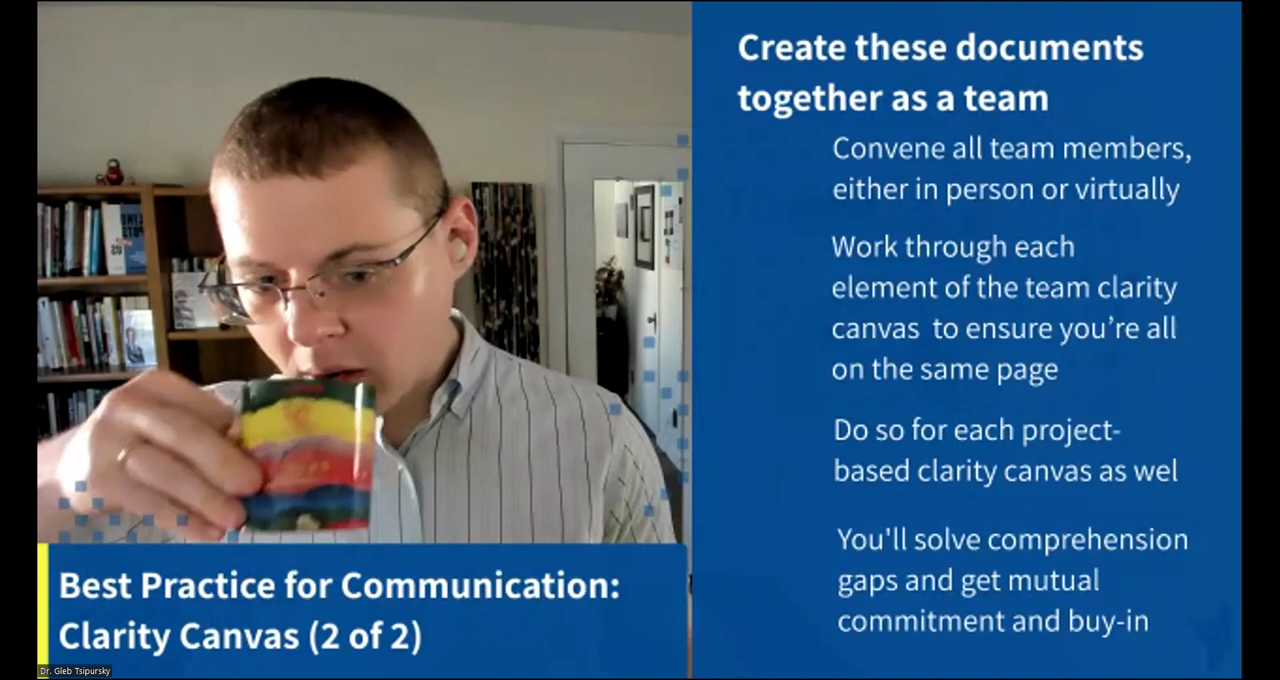 Create these documents
together as a team
Convene all team members,
either in person or virtually
Work through each
element of the team clarity
canvas to ensure you're all
on the same page
Do so for each project-
based clarity canvas as wel
You'll solve comprehension
gaps and get mutual
commitment and buy-in
Best Practice for Communication:
Clarity Canvas (2 of 2)
Dr. Gleb Tsipursky